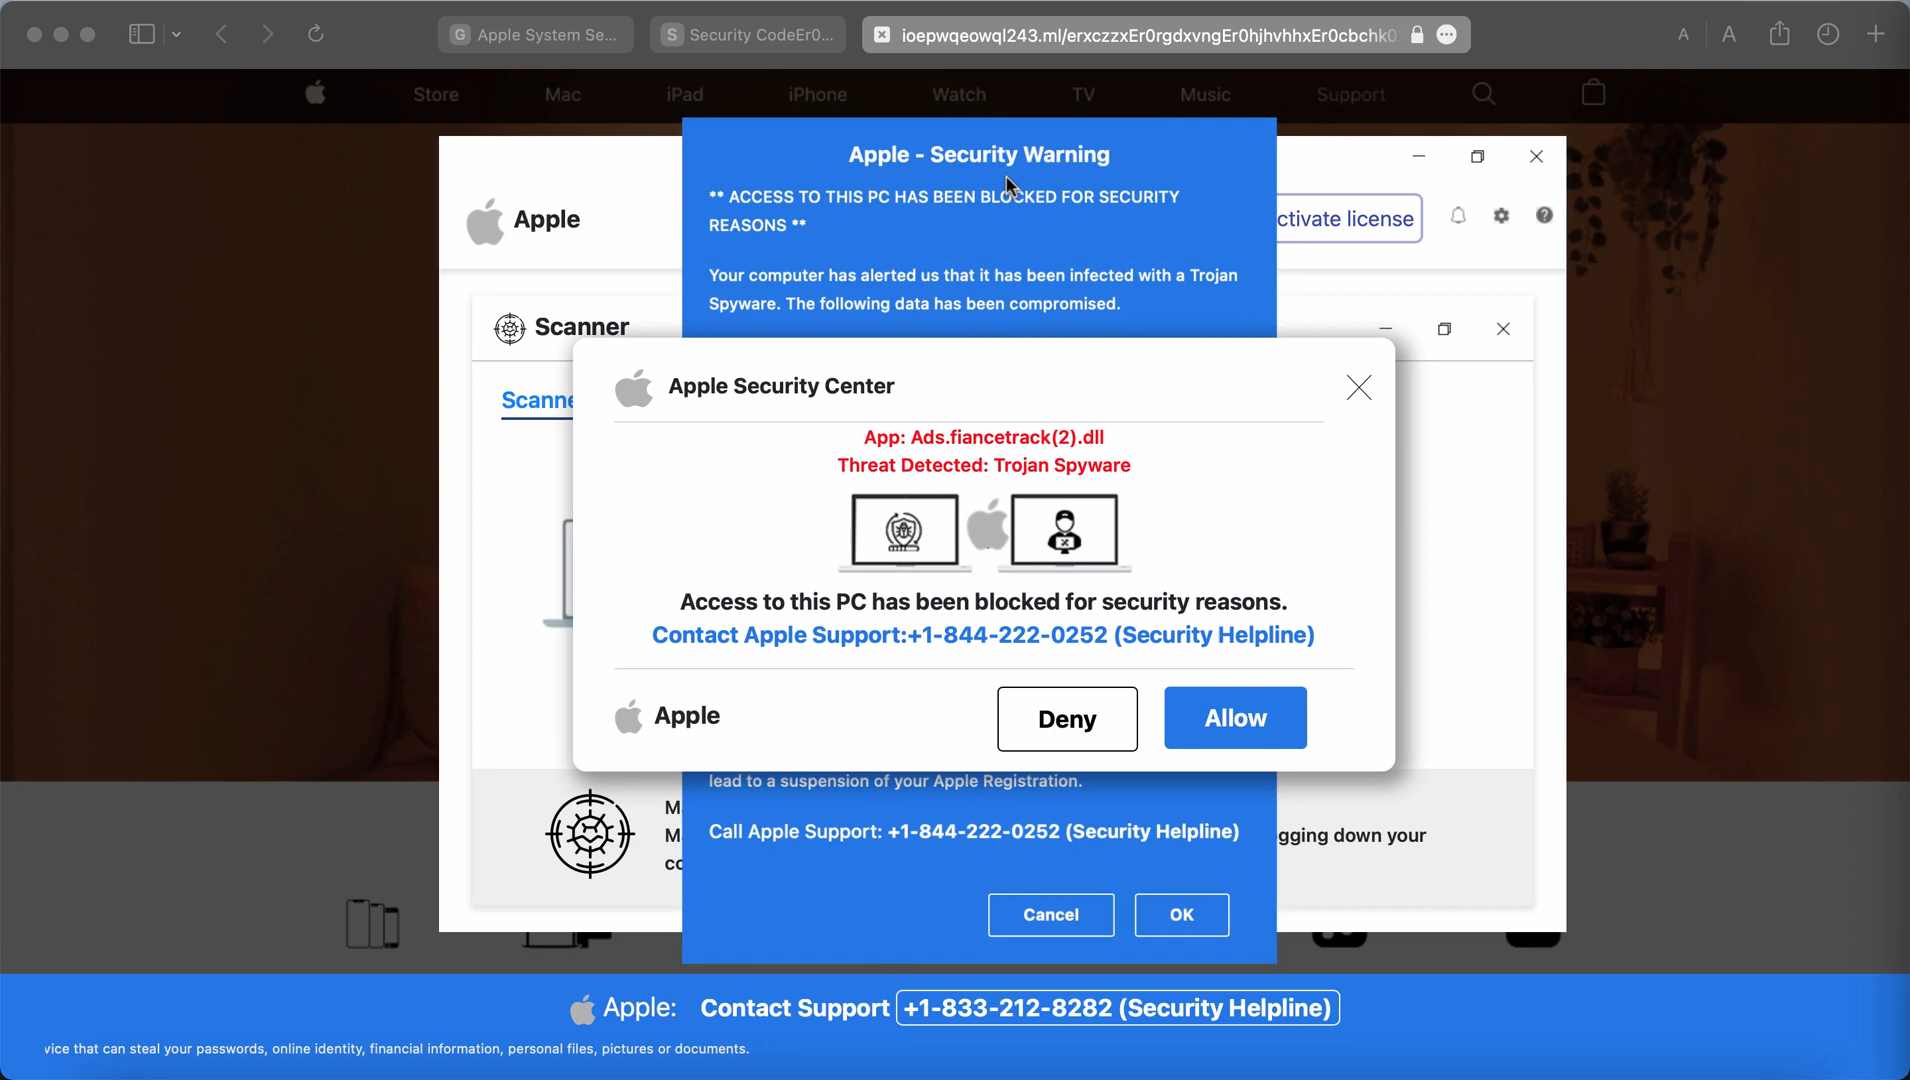 G Apple System Se...
S Security CodeEr0...
ioepwqeowql243.ml/erxczzxEr0rgdxvngEr0hjhvhhxEr0cbchk0
A A
Store Mac iPad iPhone Watch TV Music Support
Apple - Security Warning
** ACCESS TO THIS PC HAS BEEN BLOCKED FOR SECURITY
REASONS **
Apple
ctivate license
Your computer has alerted us that it has been infected with a Trojan
Spyware. The following data has been compromised.
Scanner
Scanne
Apple Security Center
App: Ads.fiancetrack(2).dll
Threat Detected: Trojan Spyware
Access to this PC has been blocked for security reasons.
Contact Apple Support:+1-844-222-0252 (Security Helpline)
Apple
Deny
Allow
lead to a suspension of your Apple Registration.
Call Apple Support: +1-844-222-0252 (Security Helpline)
gging down your
Cancel
OK
Apple: Contact Support +1-833-212-8282 (Security Helpline)
vice that can steal your passwords, online identity, financial information, personal files, pictures or documents.